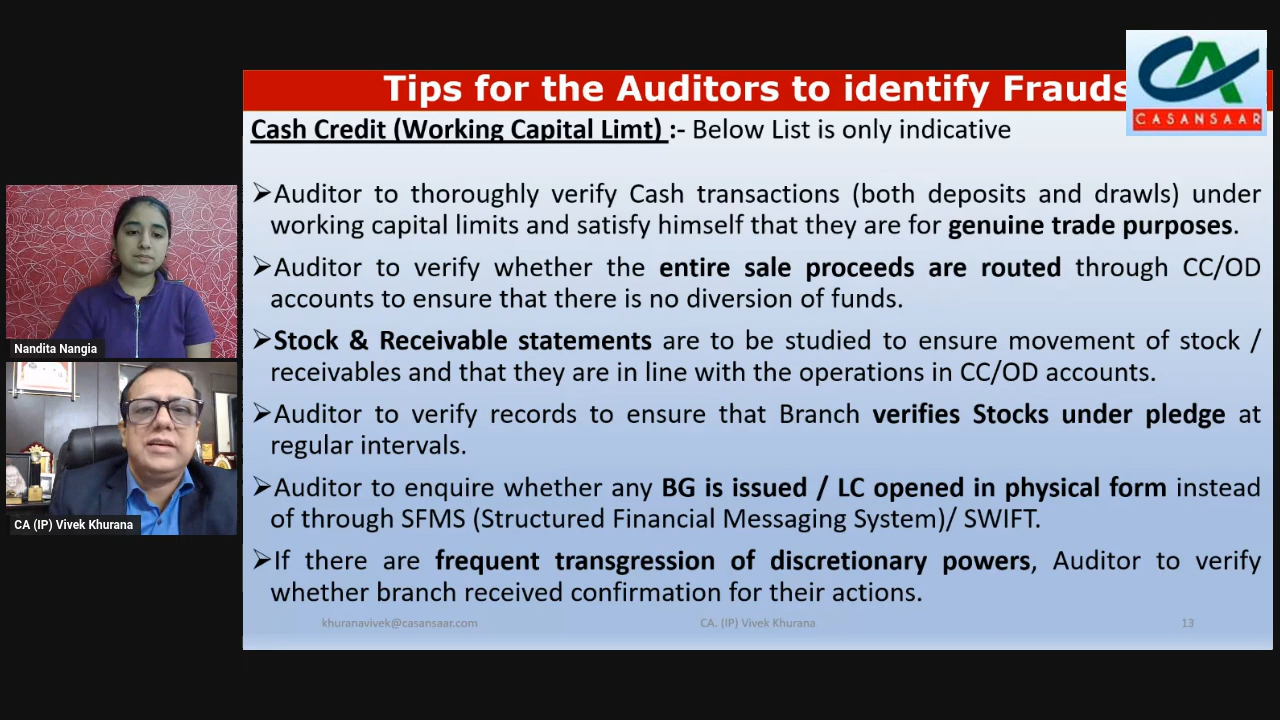 Tips for the Auditors to identify Frauds
CA
CASANSAAR
Cash Credit (Working Capital Limt) :- Below List is only indicative
➢Auditor to thoroughly verify Cash transactions (both deposits and drawls) under
working capital limits and satisfy himself that they are for genuine trade purposes.
➢Auditor to verify whether the entire sale proceeds are routed through CC/OD
accounts to ensure that there is no diversion of funds.
➢Stock & Receivable statements are to be studied to ensure movement of stock /
receivables and that they are in line with the operations in CC/OD accounts.
➢Auditor to verify records to ensure that Branch verifies Stocks under pledge at
regular intervals.
➢Auditor to enquire whether any BG is issued / LC opened in physical form instead
of through SFMS (Structured Financial Messaging System)/ SWIFT.
➢If there are frequent transgression of discretionary powers, Auditor to verify
whether branch received confirmation for their actions.
khuranavivek@casansaar.com CA. (IP) Vivek Khurana 13
Nandita Nangia
CA (IP) Vivek Khurana